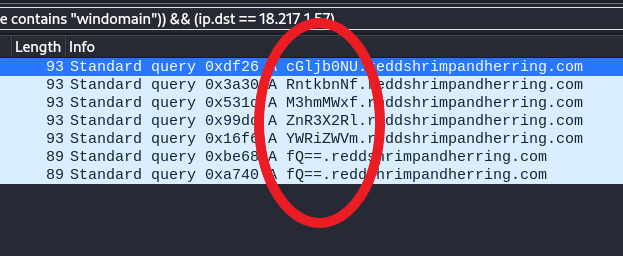 e contains "windomain")) && (ip.dst == 18.217.1.57)
Length Info
93 Standard query 0xdf26 A cGljb0NU.reddshrimpandherring.com
93 Standard query 0x3a30 A RntkbnNf.reddshrimpandherring.com
93 Standard query A M3hmMWxf.reddshrimpandherring.com
93 Standard query A ZnR3X2Rl.reddshrimpandherring.com
93 Standard query 0x16f6 A YWRiZWVm.reddshrimpandherring.com
89 Standard query 0xbe68 A fQ==.reddshrimpandherring.com
89 Standard query 0xa740 A fQ==.reddshrimpandherring.com